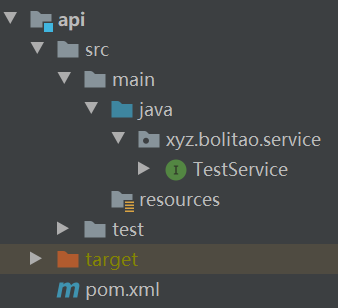 api
src
main
java
xyz.bolitao.service
TestService
resources
test
target
pom.xml